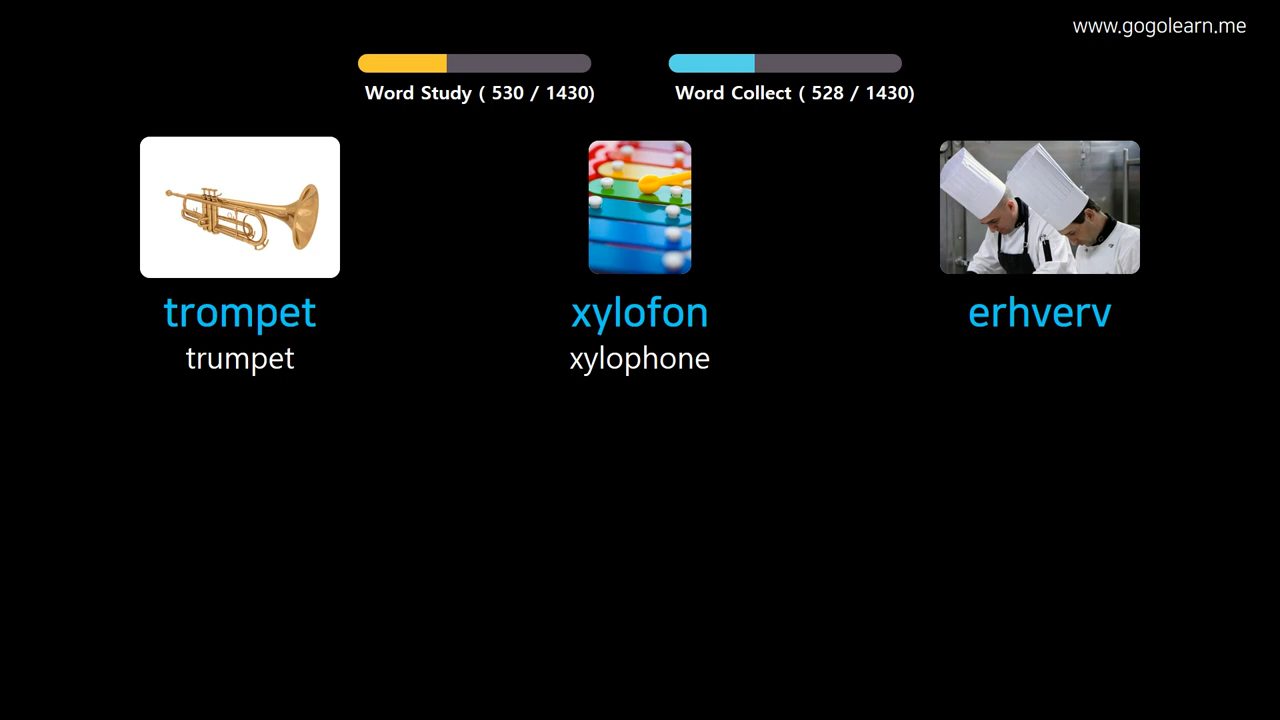 www.gogolearn.me
Word Study ( 530 / 1430)
Word Collect ( 528 / 1430)
trompet
xylofon
erhverv
trumpet
xylophone